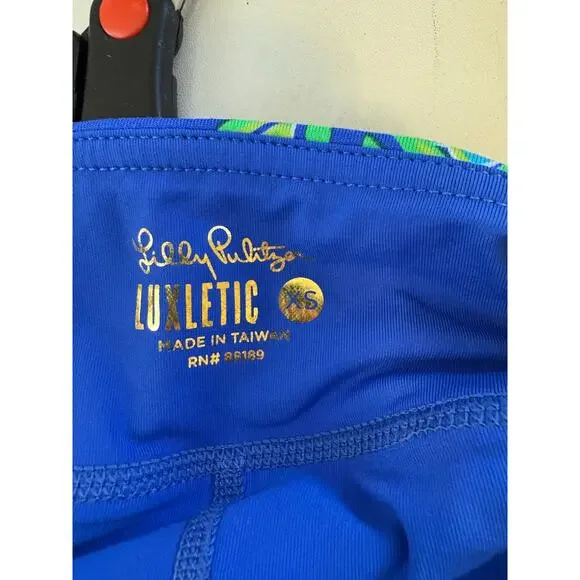 Lilly Pulitzer
LUXLETIC XS
MADE IN TAIWAN
RN# 88189